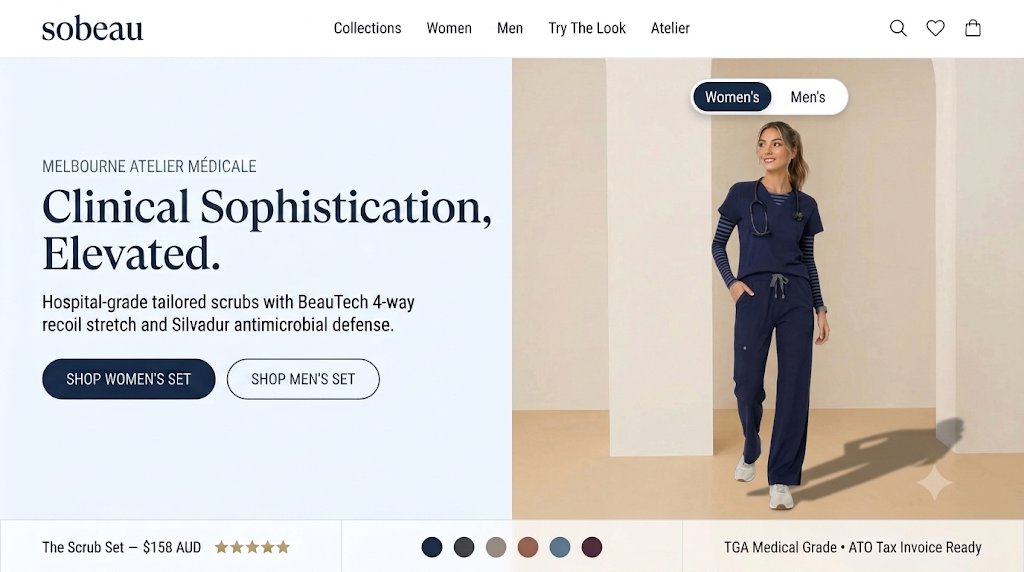 sobeau
Collections Women Men Try The Look Atelier
Women's Men's
MELBOURNE ATELIER MÉDICALE
Clinical Sophistication,
Elevated.
Hospital-grade tailored scrubs with BeauTech 4-way
recoil stretch and Silvadur antimicrobial defense.
SHOP WOMEN'S SET SHOP MEN'S SET
The Scrub Set — $158 AUD
TGA Medical Grade • ATO Tax Invoice Ready